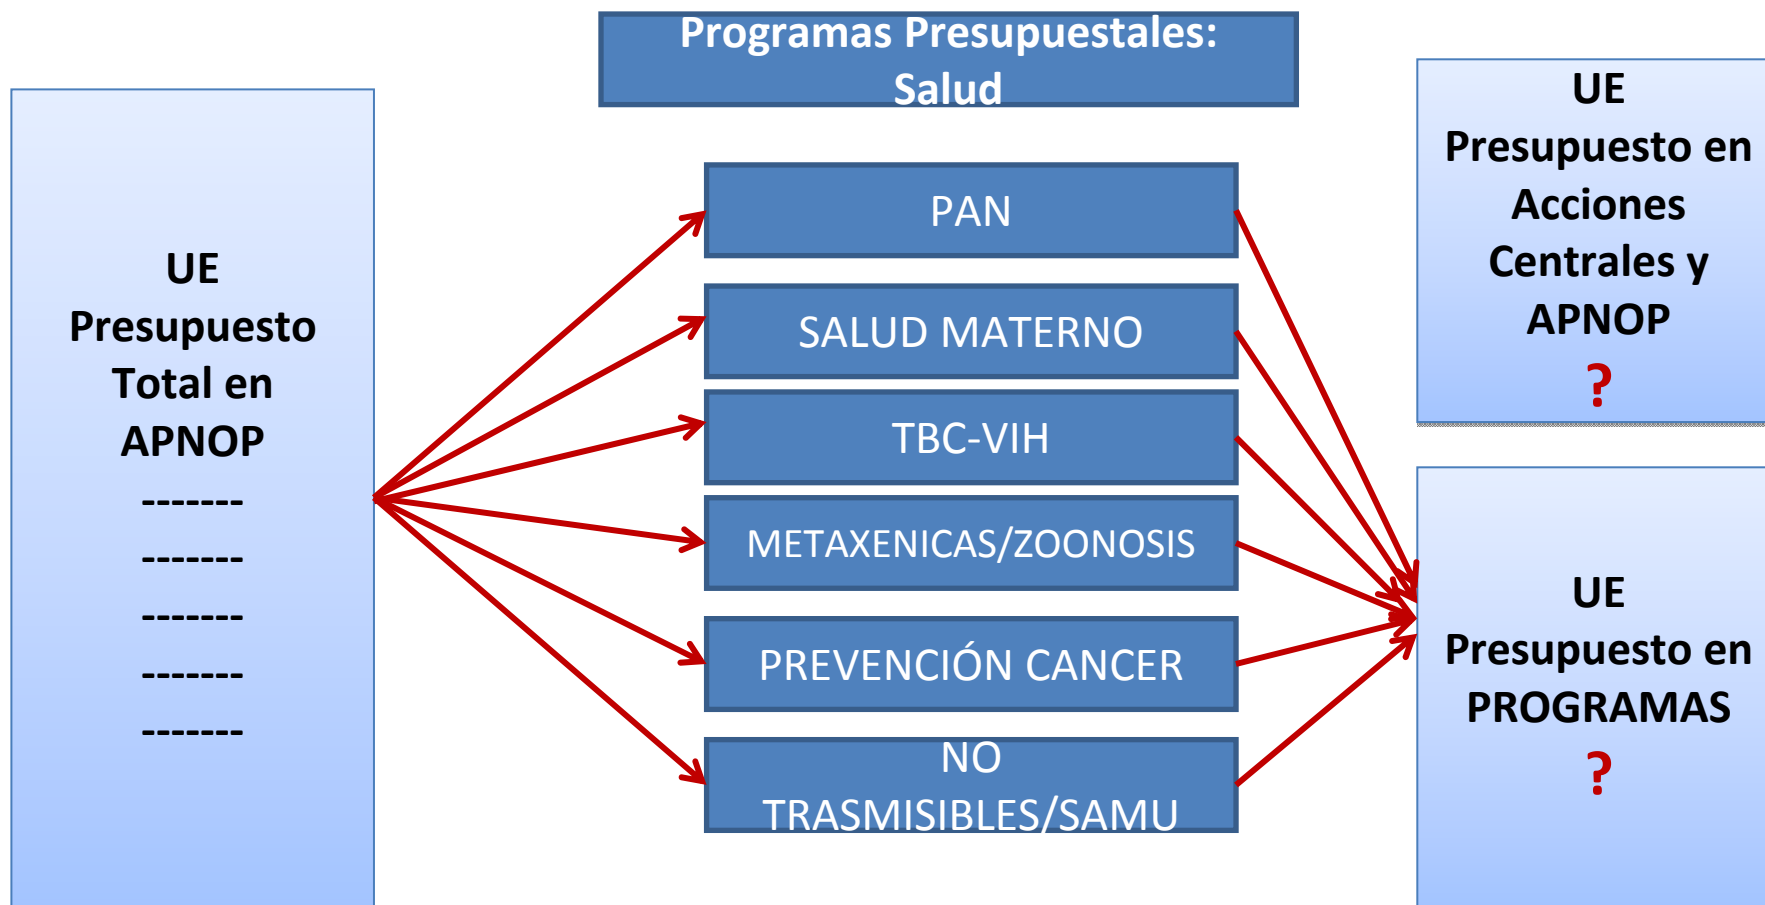 Programas Presupuestales:
Salud
UE
Presupuesto
Total en
APNOP
-------
-------
-------
-------
-------
PAN
SALUD MATERNO
TBC-VIH
METAXENICAS/ZOONOSIS
PREVENCIÓN CANCER
NO
TRASMISIBLES/SAMU
UE
Presupuesto en
Acciones
Centrales y
APNOP
?
UE
Presupuesto en
PROGRAMAS
?